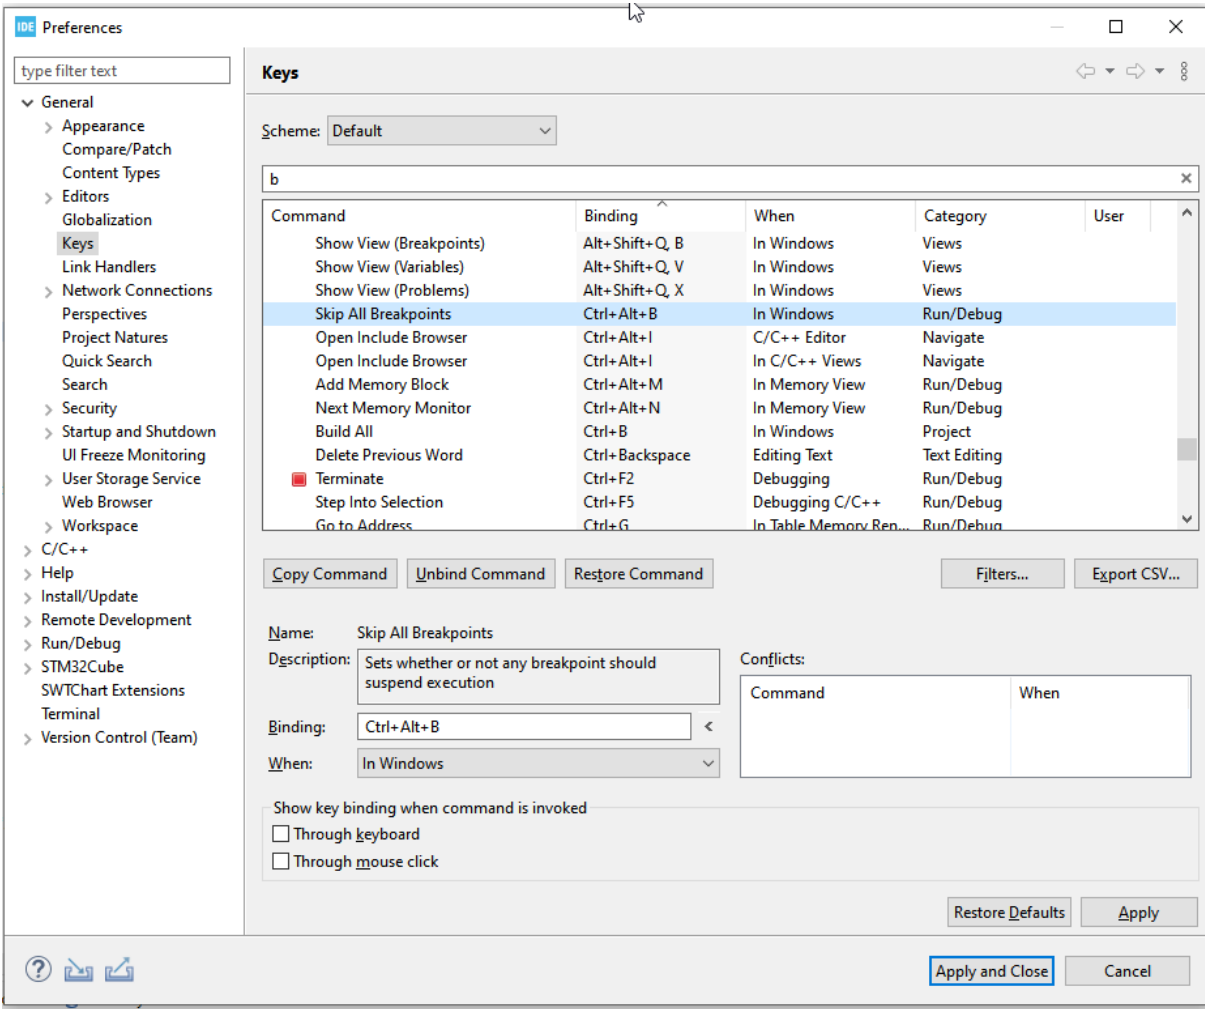 IDE Preferences
type filter text
General
Appearance
Compare/Patch
Content Types
Editors
Globalization
Keys
Link Handlers
Network Connections
Perspectives
Project Natures
Quick Search
Search
Security
Startup and Shutdown
UI Freeze Monitoring
User Storage Service
Web Browser
Workspace
C/C++
Help
Install/Update
Remote Development
Run/Debug
STM32Cube
SWTChart Extensions
Terminal
Version Control (Team)
Keys
Scheme: Default
b
Command Binding When Category User
Show View (Breakpoints) Alt+Shift+Q, B In Windows Views
Show View (Variables) Alt+Shift+Q, V In Windows Views
Show View (Problems) Alt+Shift+Q, X In Windows Views
Skip All Breakpoints Ctrl+Alt+B In Windows Run/Debug
Open Include Browser Ctrl+Alt+I C/C++ Editor Navigate
Open Include Browser Ctrl+Alt+I In C/C++ Views Navigate
Add Memory Block Ctrl+Alt+M In Memory View Run/Debug
Next Memory Monitor Ctrl+Alt+N In Memory View Run/Debug
Build All Ctrl+B In Windows Project
Delete Previous Word Ctrl+Backspace Editing Text Text Editing
Terminate Ctrl+F2 Debugging Run/Debug
Step Into Selection Ctrl+F5 Debugging C/C++ Run/Debug
Go to Address Ctrl+G In Table Memory Ren... Run/Debug
Copy Command Unbind Command Restore Command Filters... Export CSV...
Name: Skip All Breakpoints
Description: Sets whether or not any breakpoint should
suspend execution
Binding: Ctrl+Alt+B
When: In Windows
Conflicts:
Command When
Show key binding when command is invoked
Through keyboard
Through mouse click
Restore Defaults Apply
Apply and Close Cancel